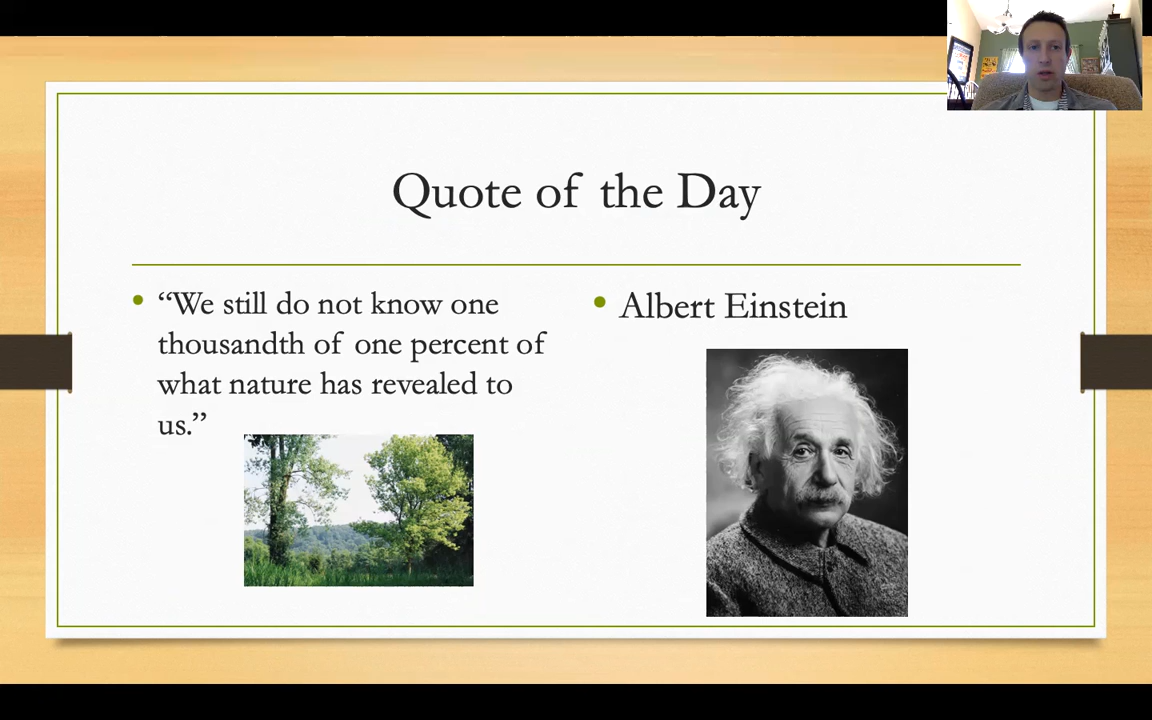 Quote of the Day
“We still do not know one
thousandth of one percent of
what nature has revealed to
us.”
Albert Einstein